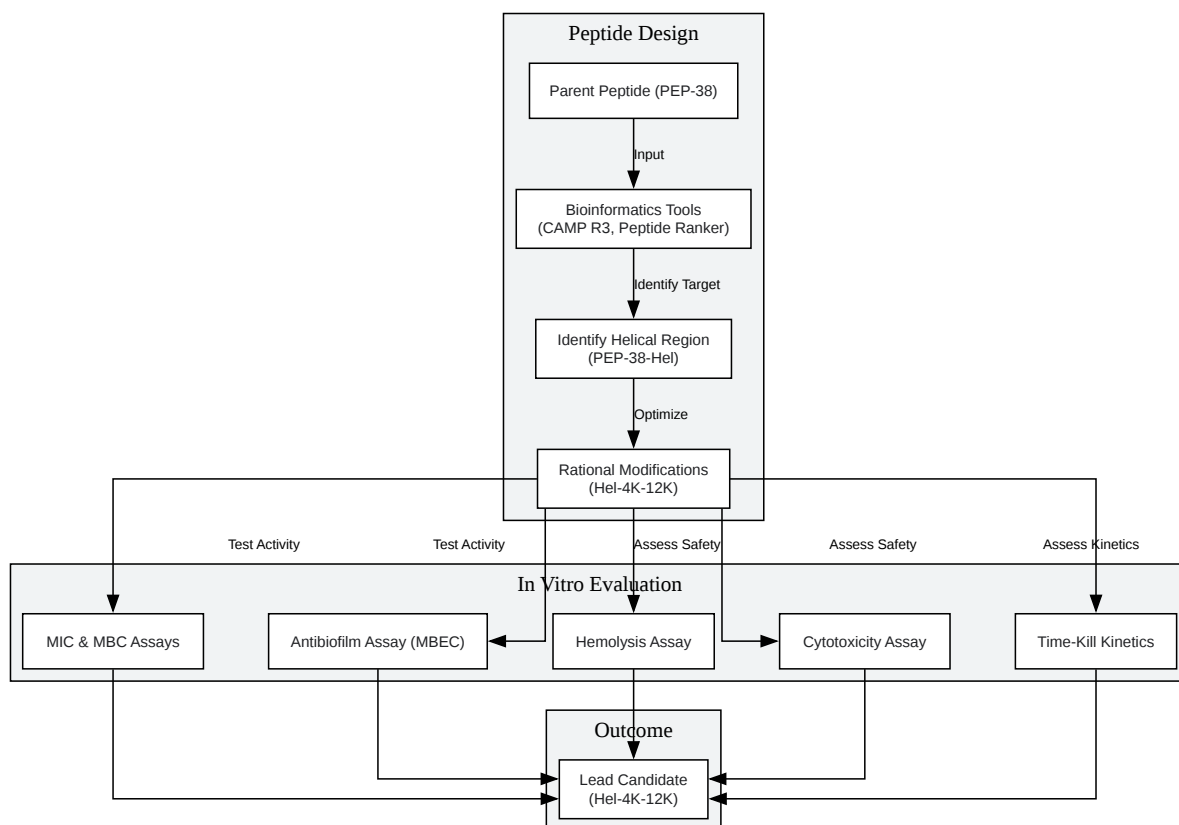 Peptide Design
Parent Peptide (PEP-38)
Input
Bioinformatics Tools
(CAMP R3, Peptide Ranker)
Identify Target
Identify Helical Region
(PEP-38-Hel)
Optimize
Rational Modifications
(Hel-4K-12K)
Test Activity
Test Activity
Assess Safety
Assess Safety
Assess Kinetics
In Vitro Evaluation
MIC & MBC Assays
Antibiofilm Assay (MBEC)
Hemolysis Assay
Cytotoxicity Assay
Time-Kill Kinetics
Outcome
Lead Candidate
(Hel-4K-12K)